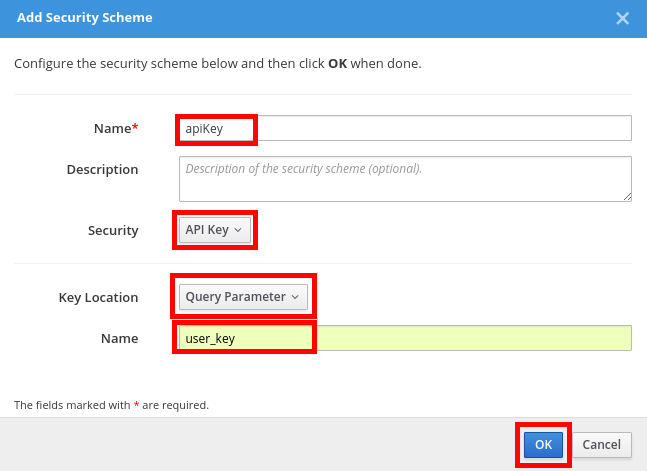 Add Security Scheme
Configure the security scheme below and then click OK when done.
Name* apiKey
Description Description of the security scheme (optional).
Security API Key
Key Location Query Parameter
Name user_key
The fields marked with * are required.
OK Cancel